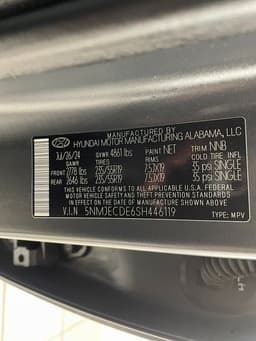 MANUFACTURED BY
HYUNDAI MOTOR MANUFACTURING ALABAMA, LLC
Jul/26/24 GVWR 4861 lbs PAINT NET TRIM NNB
GAWR TIRES RIMS COLD TIRE INFL
FRONT 2778 lbs 235/55R19 7.5JX19 35 psi SINGLE
REAR 2646 lbs 235/55R19 7.5JX19 35 psi SINGLE
THIS VEHICLE CONFORMS TO ALL APPLICABLE U.S.A FEDERAL
MOTOR VEHICLE SAFETY AND THEFT PREVENTION STANDARDS
IN EFFECT ON THE DATE OF MANUFACTURE SHOWN ABOVE.
V.I.N 5NMJECDE6SH446119 TYPE: MPV